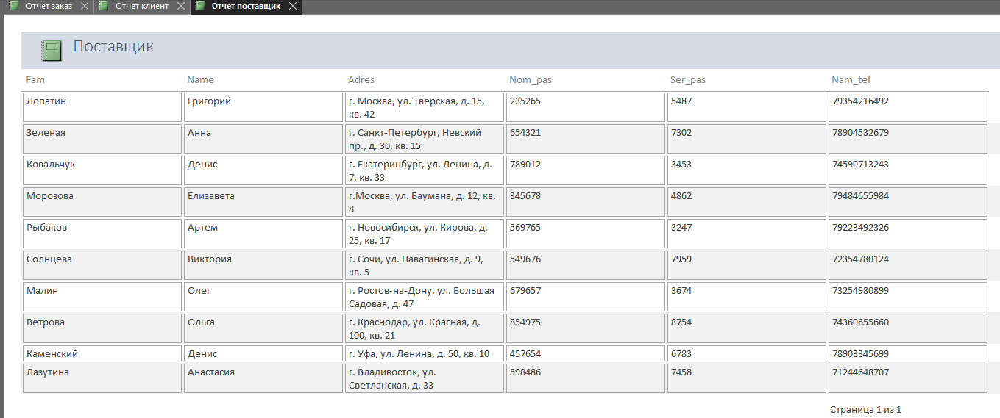 Отчет заказ Отчет клиент Отчет поставщик
Поставщик
Fam Name Adres Nom_pas Ser_pas Nam_tel
Лопатин Григорий г. Москва, ул. Тверская, д. 15, 235265 5487 79354216492
кв. 42
Зеленая Анна г. Санкт-Петербург, Невский 654321 7302 78904532679
пр., д. 30, кв. 15
Ковальчук Денис г. Екатеринбург, ул. Ленина, д. 789012 3453 74590713243
7, кв. 33
Морозова Елизавета г.Москва, ул. Баумана, д. 12, кв. 345678 4862 79484655984
8
Рыбаков Артем г. Новосибирск, ул. Кирова, д. 569765 3247 79223492326
25, кв. 17
Солнцева Виктория г. Сочи, ул. Навагинская, д. 9, 549676 7959 72354780124
кв. 5
Малин Олег г. Ростов-на-Дону, ул. Большая 679657 3674 73254980899
Садовая, д. 47
Ветрова Ольга г. Краснодар, ул. Красная, д. 854975 8754 74360655660
100, кв. 21
Каменский Денис г. Уфа, ул. Ленина, д. 50, кв. 10 457654 6783 78903345699
Лазутина Анастасия г. Владивосток, ул. 598486 7458 71244648707
Светланская, д. 33
Страница 1 из 1